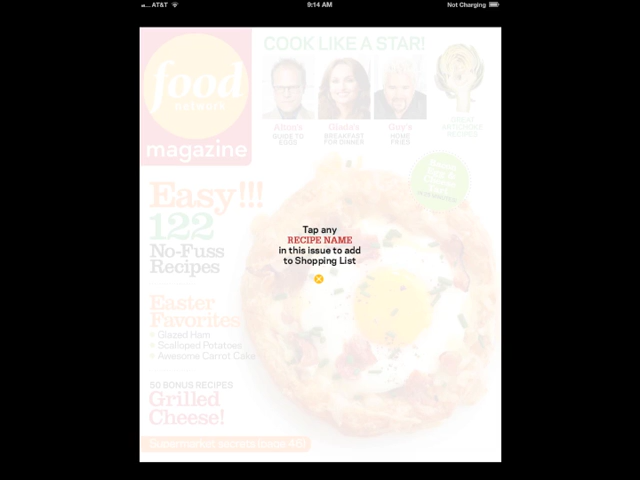 AT&T
9:14 AM
Not Charging
food
network
magazine
COOK LIKE A STAR!
Alton's
GUIDE TO
EGGS
Giada's
BREAKFAST
FOR DINNER
Guy's
HOME
FRIES
GREAT
ARTICHOKE
RECIPES
Easy!!!
122
No-Fuss
Recipes
Tap any
RECIPE NAME
in this issue to add
to Shopping List
Easter
Favorites
Glazed Ham
Scalloped Potatoes
Awesome Carrot Cake
50 BONUS RECIPES
Grilled
Cheese!
Supermarket secrets (page 46)